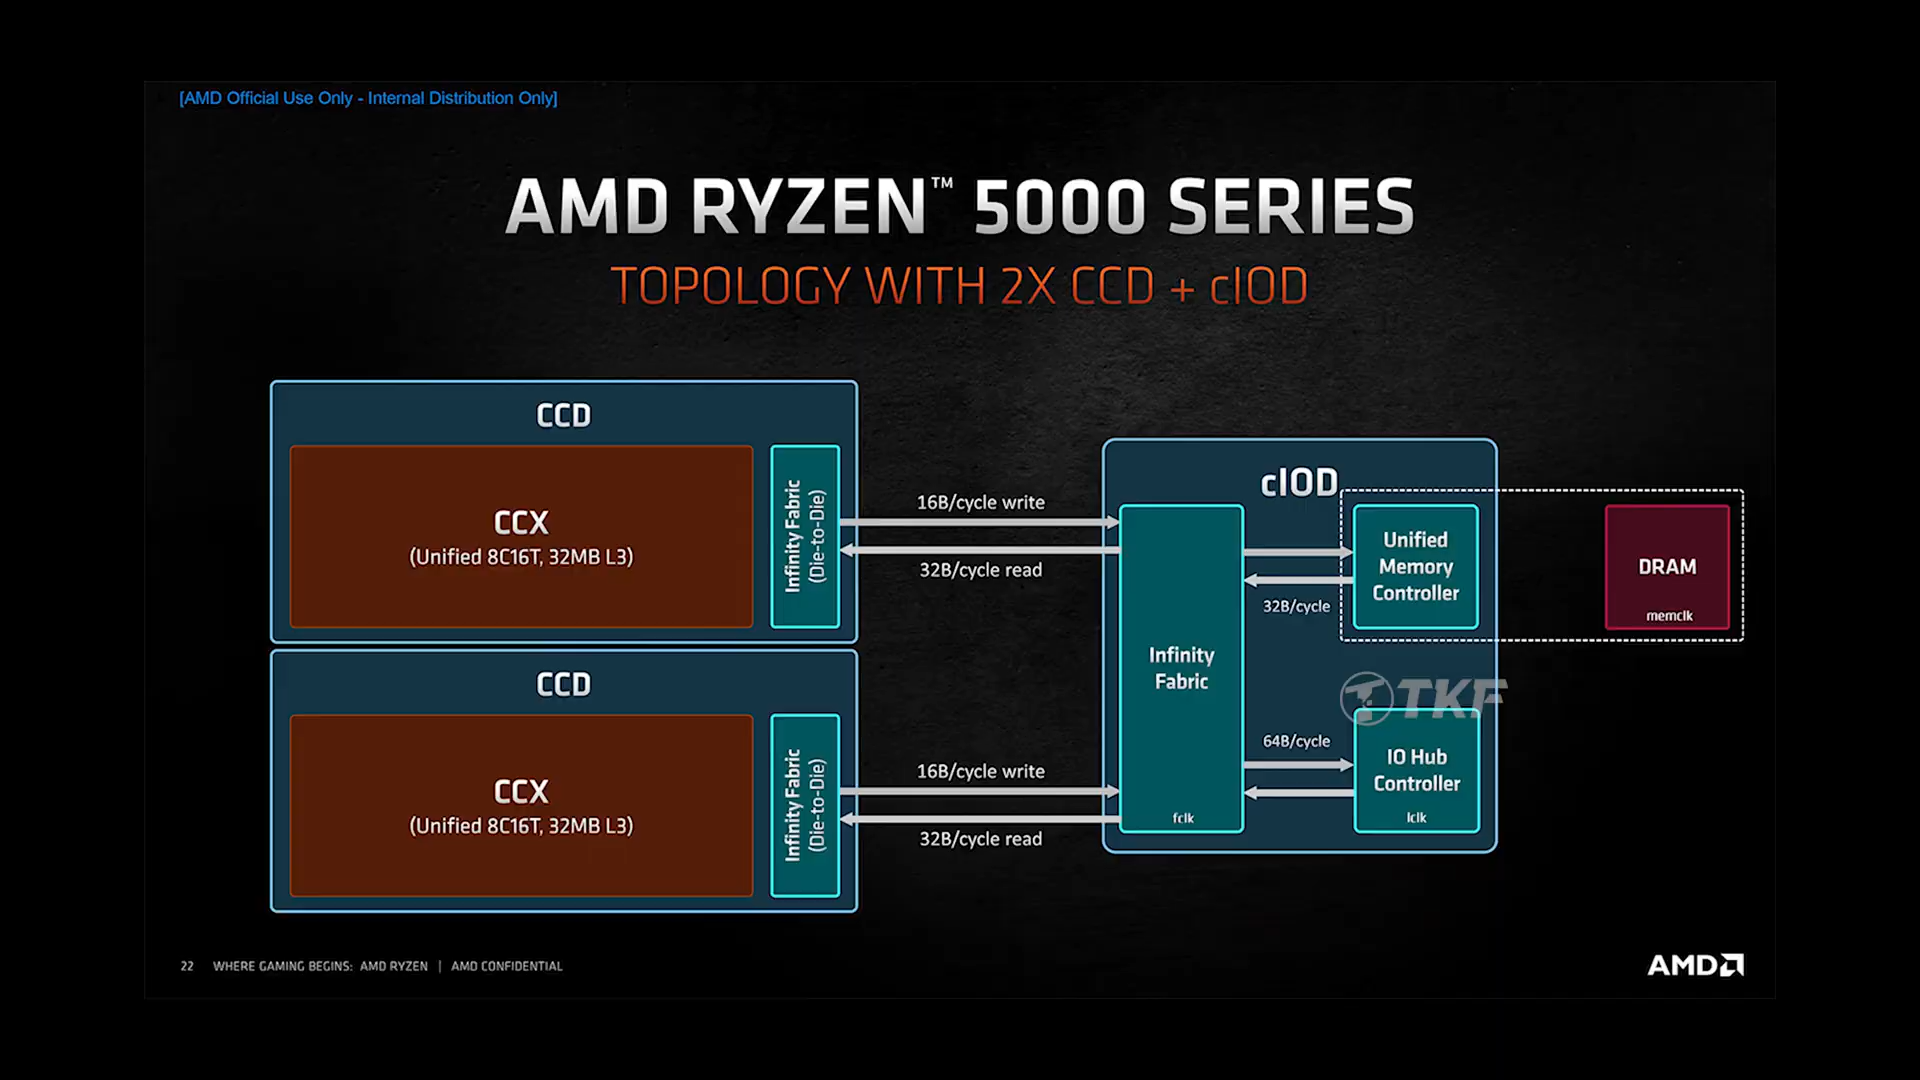 [AMD Official Use Only - Internal Distribution Only]
AMD RYZEN™ 5000 SERIES
TOPOLOGY WITH 2X CCD + cIOD
CCD
CCX
(Unified 8C16T, 32MB L3)
Infinity Fabric
(Die-to-Die)
16B/cycle write
32B/cycle read
CCD
CCX
(Unified 8C16T, 32MB L3)
Infinity Fabric
(Die-to-Die)
16B/cycle write
32B/cycle read
cIOD
Infinity
Fabric
fclk
32B/cycle
Unified
Memory
Controller
64B/cycle
IO Hub
Controller
lclk
DRAM
memclk
TKF
22 WHERE GAMING BEGINS: AMD RYZEN | AMD CONFIDENTIAL
AMD